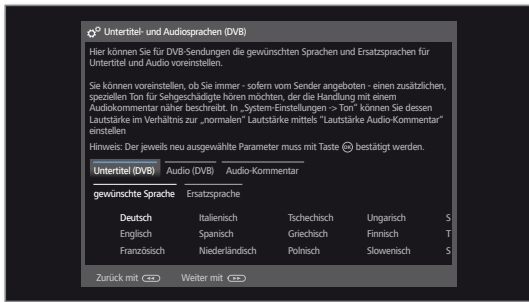 Untertitel- und Audiosprachen (DVB)
Hier können Sie für DVB-Sendungen die gewünschten Sprachen und Ersatzsprachen für
Untertitel und Audio voreinstellen.
Sie können voreinstellen, ob Sie immer - sofern vom Sender angeboten - einen zusätzlichen,
speziellen Ton für Sehgeschädigte hören möchten, der die Handlung mit einem
Audiokommentar näher beschreibt. In „System-Einstellungen -> Ton“ können Sie dessen
Lautstärke im Verhältnis zur „normalen“ Lautstärke mittels “Lautstärke Audio-Kommentar”
einstellen
Hinweis: Der jeweils neu ausgewählte Parameter muss mit Taste OK bestätigt werden.
Untertitel (DVB) Audio (DVB) Audio-Kommentar
gewünschte Sprache Ersatzsprache
Deutsch Italienisch Tschechisch Ungarisch S
Englisch Spanisch Griechisch Finnisch T
Französisch Niederländisch Polnisch Slowenisch S
Zurück mit Weiter mit